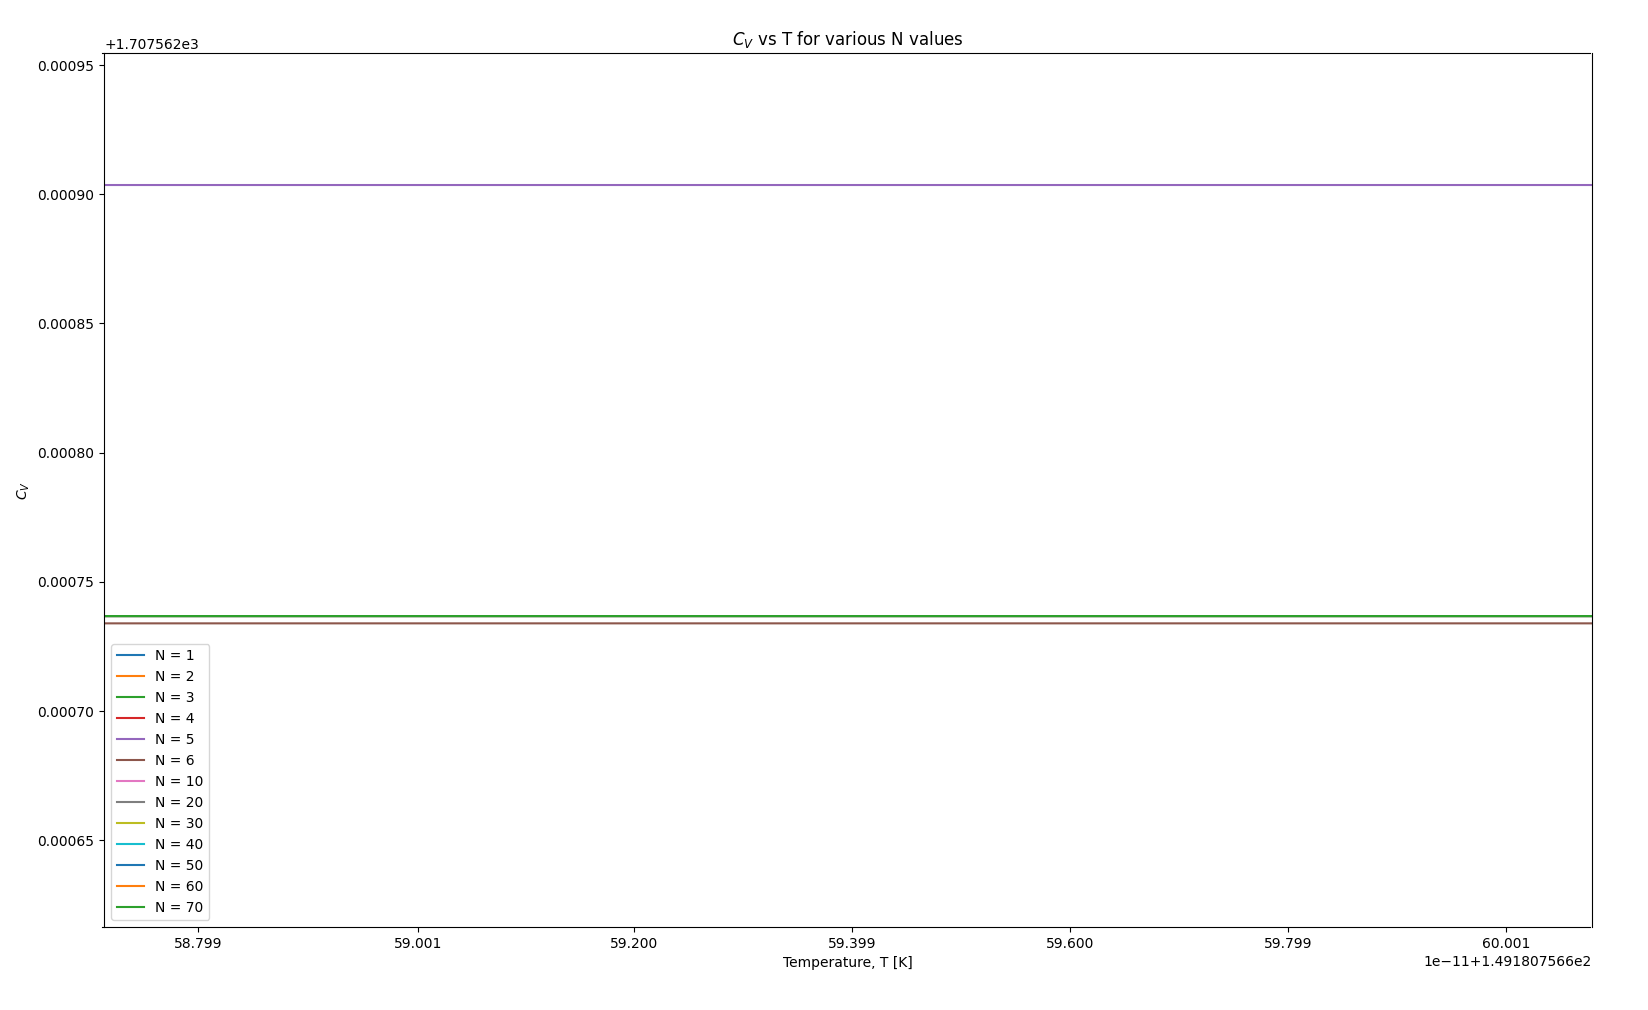 C_V vs T for various N values
+1.707562e3
0.00095
0.00090
0.00085
0.00080
0.00075
0.00070
0.00065
C_V
N = 1
N = 2
N = 3
N = 4
N = 5
N = 6
N = 10
N = 20
N = 30
N = 40
N = 50
N = 60
N = 70
58.799 59.001 59.200 59.399 59.600 59.799 60.001
Temperature, T [K]
1e−11+1.491807566e2